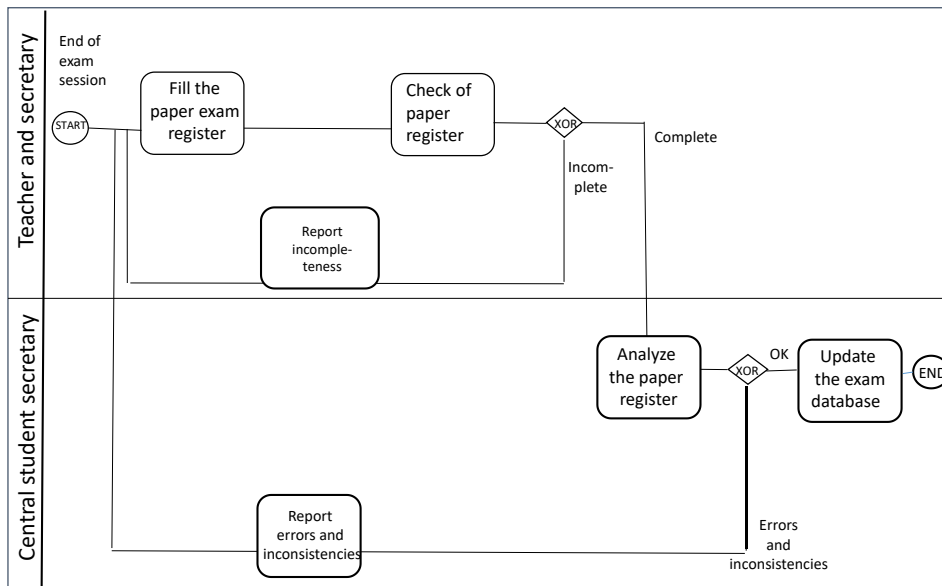 Teacher and secretary
End of
exam
session
START
Fill the
paper exam
register
Check of
paper
register
XOR
Complete
Incom-
plete
Report
incomple-
teness
Central student secretary
Analyze
the paper
register
XOR
OK
Update
the exam
database
END
Report
errors and
inconsistencies
Errors
and
inconsistencies